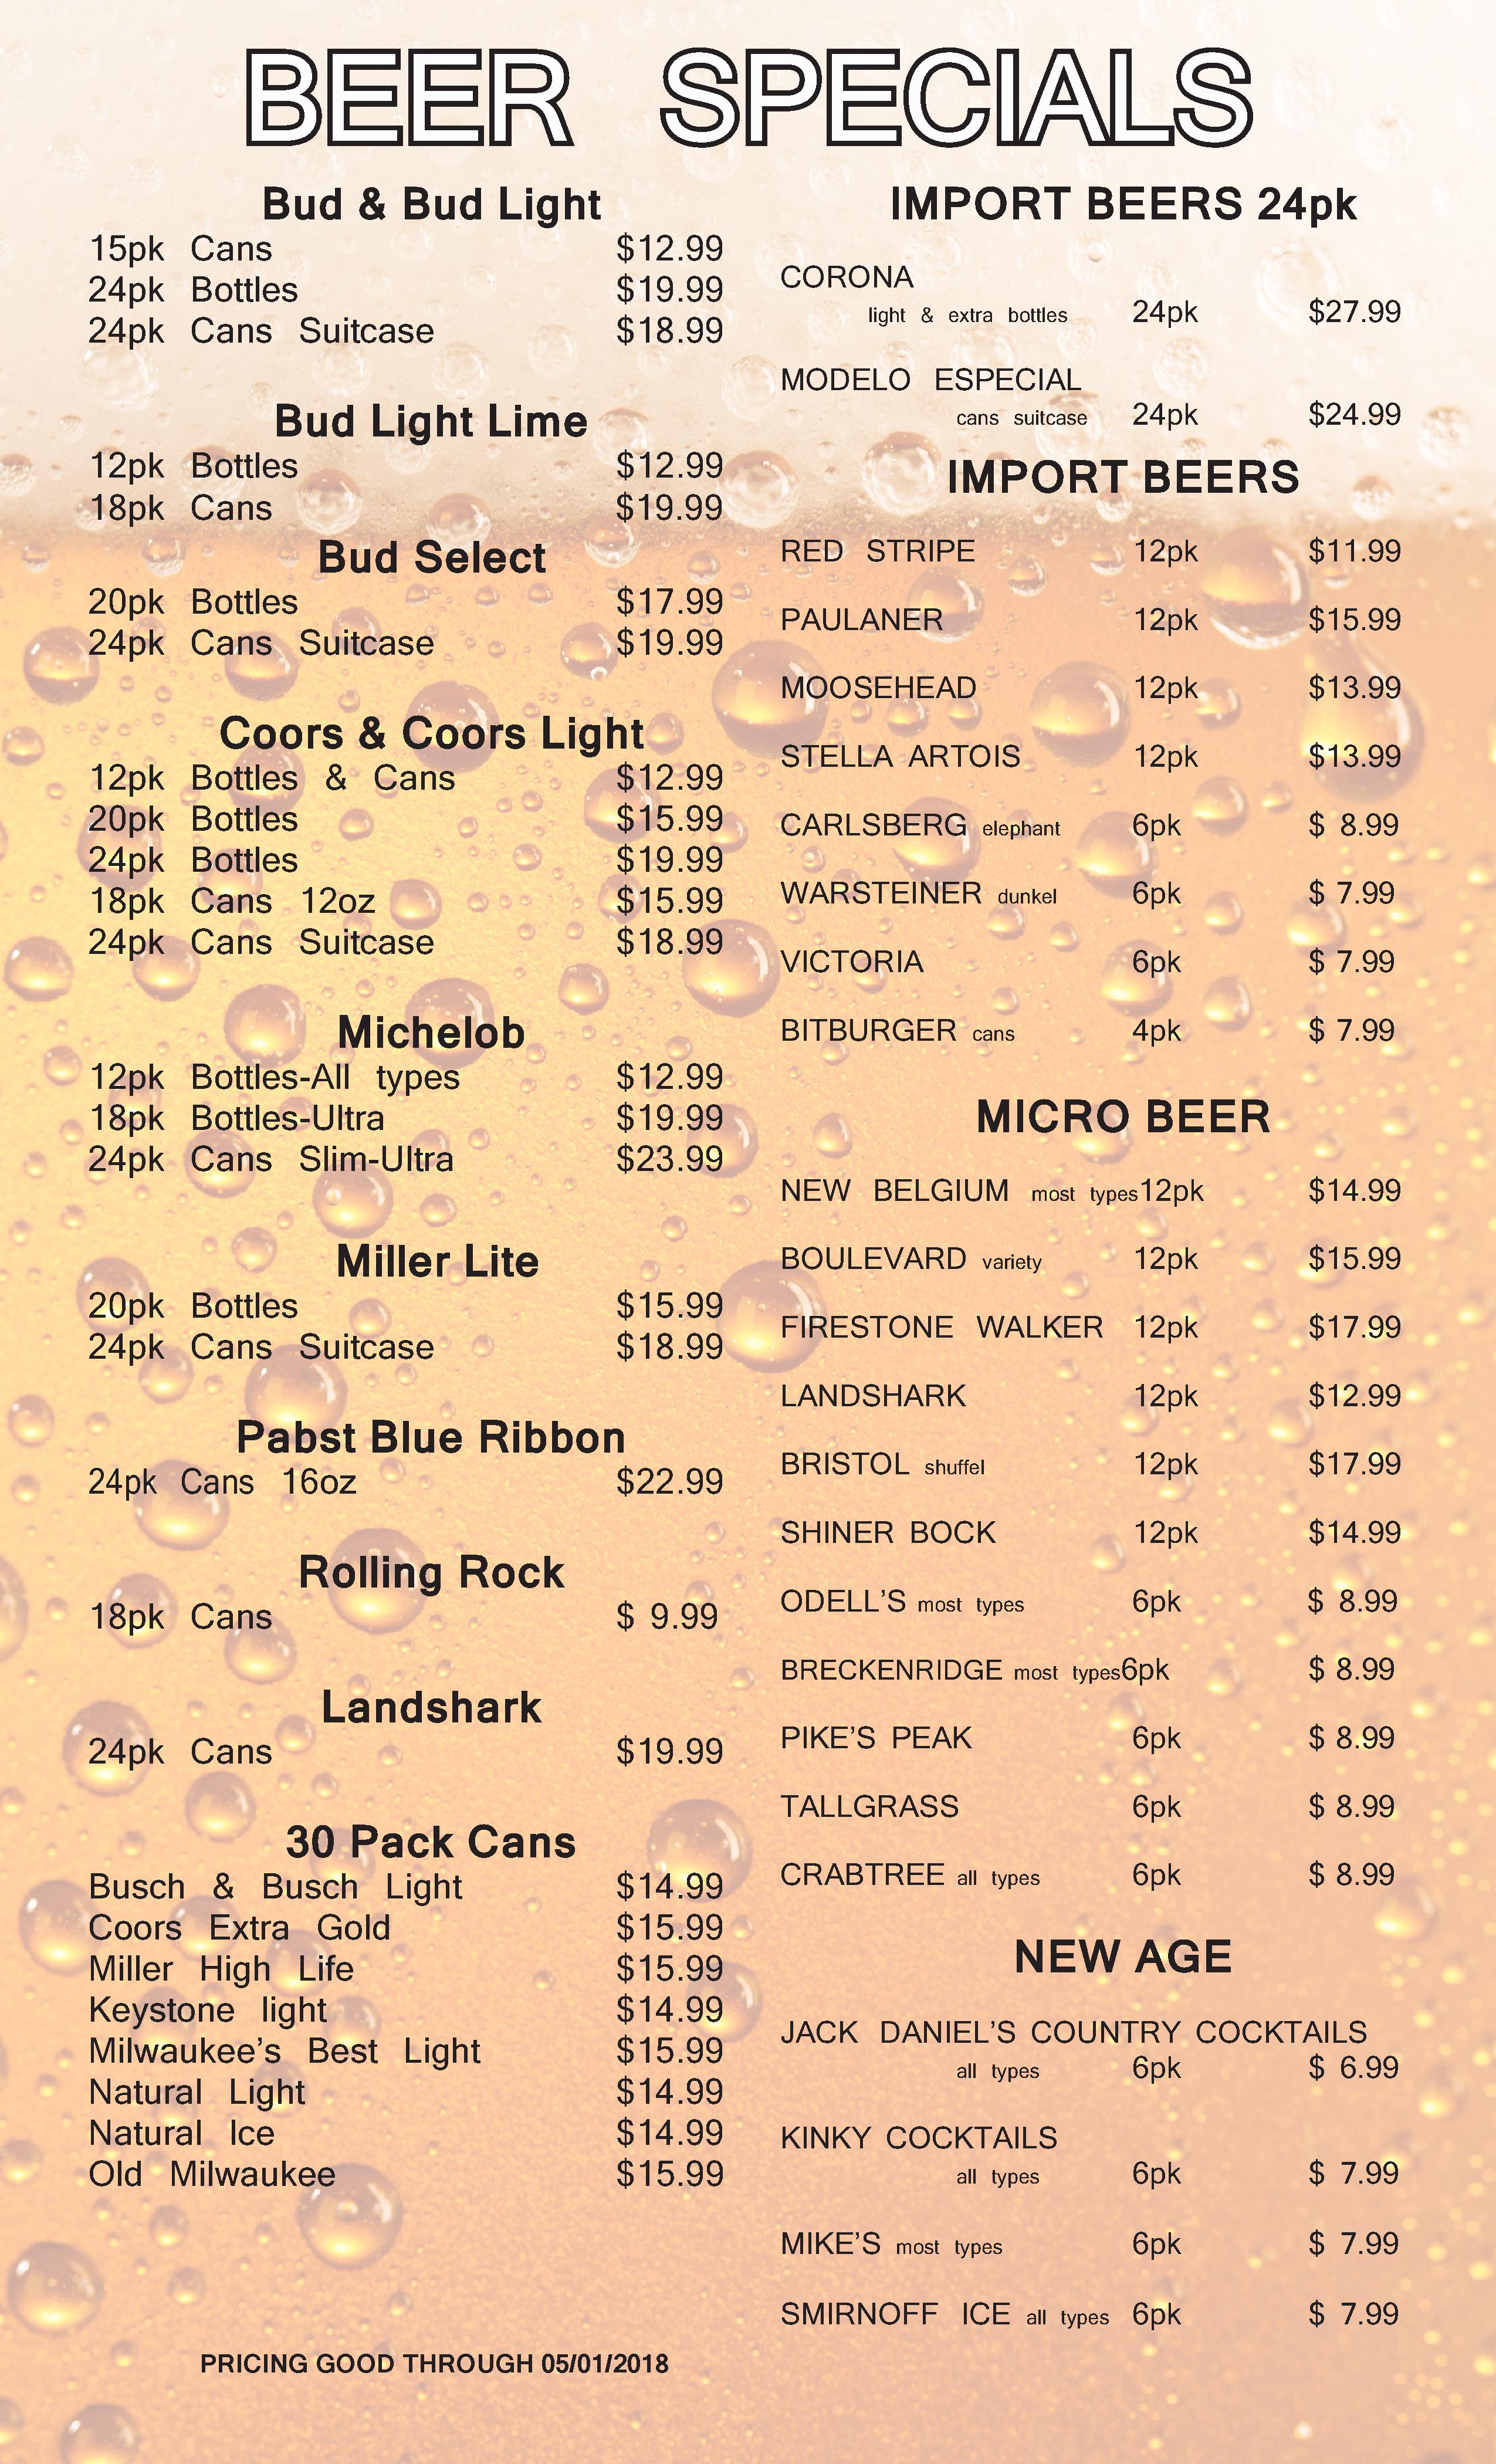 BEER SPECIALS
Bud & Bud Light
15pk Cans $12.99
24pk Bottles $19.99
24pk Cans Suitcase $18.99
Bud Light Lime
12pk Bottles $12.99
18pk Cans $19.99
Bud Select
20pk Bottles $17.99
24pk Cans Suitcase $19.99
Coors & Coors Light
12pk Bottles & Cans $12.99
20pk Bottles $15.99
24pk Bottles $19.99
18pk Cans 12oz $15.99
24pk Cans Suitcase $18.99
Michelob
12pk Bottles-All types $12.99
18pk Bottles-Ultra $19.99
24pk Cans Slim-Ultra $23.99
Miller Lite
20pk Bottles $15.99
24pk Cans Suitcase $18.99
Pabst Blue Ribbon
24pk Cans 16oz $22.99
Rolling Rock
18pk Cans $ 9.99
Landshark
24pk Cans $19.99
30 Pack Cans
Busch & Busch Light $14.99
Coors Extra Gold $15.99
Miller High Life $15.99
Keystone light $14.99
Milwaukee's Best Light $15.99
Natural Light $14.99
Natural Ice $14.99
Old Milwaukee $15.99
PRICING GOOD THROUGH 05/01/2018
IMPORT BEERS 24pk
CORONA
light & extra bottles 24pk $27.99
MODELO ESPECIAL
cans suitcase 24pk $24.99
IMPORT BEERS
RED STRIPE 12pk $11.99
PAULANER 12pk $15.99
MOOSEHEAD 12pk $13.99
STELLA ARTOIS 12pk $13.99
CARLSBERG elephant 6pk $ 8.99
WARSTEINER dunkel 6pk $ 7.99
VICTORIA 6pk $ 7.99
BITBURGER cans 4pk $ 7.99
MICRO BEER
NEW BELGIUM most types12pk $14.99
BOULEVARD variety 12pk $15.99
FIRESTONE WALKER 12pk $17.99
LANDSHARK 12pk $12.99
BRISTOL shuffel 12pk $17.99
SHINER BOCK 12pk $14.99
ODELL'S most types 6pk $ 8.99
BRECKENRIDGE most types6pk $ 8.99
PIKE'S PEAK 6pk $ 8.99
TALLGRASS 6pk $ 8.99
CRABTREE all types 6pk $ 8.99
NEW AGE
JACK DANIEL'S COUNTRY COCKTAILS
all types 6pk $ 6.99
KINKY COCKTAILS
all types 6pk $ 7.99
MIKE'S most types 6pk $ 7.99
SMIRNOFF ICE all types 6pk $ 7.99